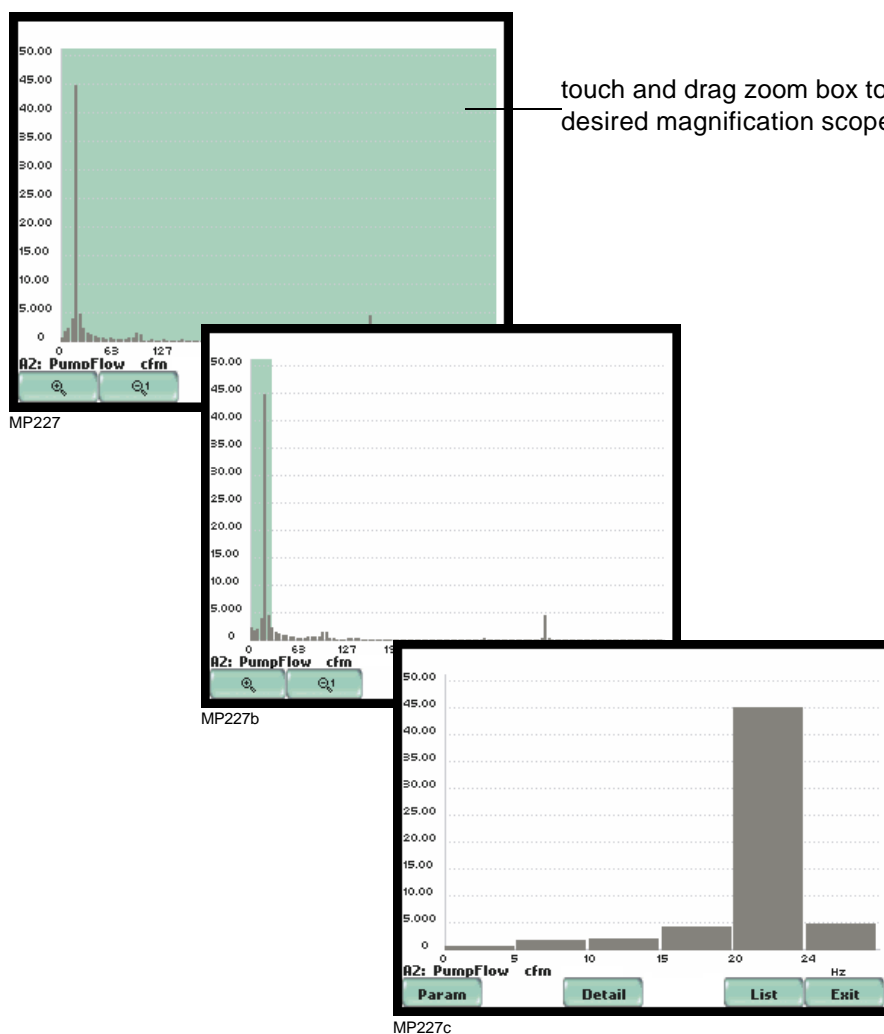 50.00
45.00
40.00
35.00
30.00
25.00
20.00
15.00
10.00
5.000
0
0 63 127
A2: PumpFlow cfm
1
MP227
touch and drag zoom box to
desired magnification scope
50.00
45.00
40.00
35.00
30.00
25.00
20.00
15.00
10.00
5.000
0
0 63 127
A2: PumpFlow cfm
1
MP227b
50.00
45.00
40.00
35.00
30.00
25.00
20.00
15.00
10.00
5.000
0
0 5 10 15 20 24
A2: PumpFlow cfm Hz
Param Detail List Exit
MP227c